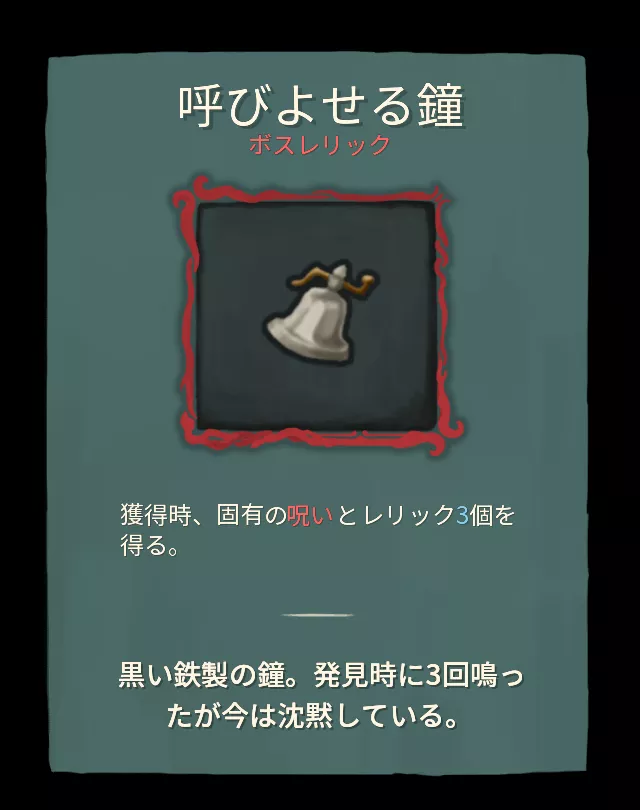 呼びよせる鐘
ボスレリック
獲得時、固有の呪いとレリック3個を
得る。
黒い鉄製の鐘。発見時に3回鳴っ
たが今は沈黙している。